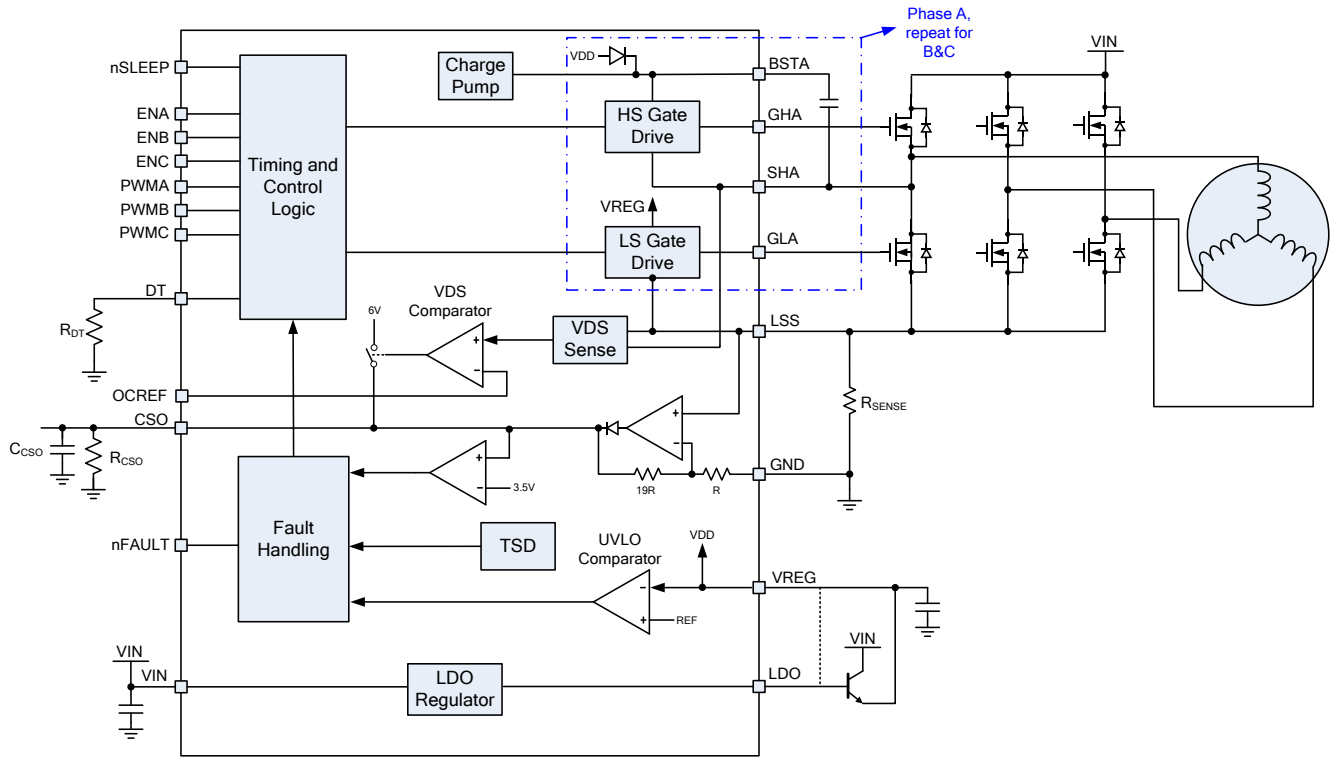 Phase A,
repeat for
B&C
VIN
nSLEEP
ENA
ENB
ENC
PWMA
PWMB
PWMC
DT
RDT
OCREF
CSO
CCSO
RCSO
nFAULT
VIN
VIN
Timing and
Control
Logic
Charge
Pump
VDD
HS Gate
Drive
VREG
LS Gate
Drive
BSTA
GHA
SHA
GLA
LSS
RSENSE
GND
6V
VDS
Comparator
+
−
VDS
Sense
+
−
19R
R
+
−
3.5V
Fault
Handling
TSD
UVLO
Comparator
VDD
−
+
REF
VREG
VIN
LDO
LDO
Regulator